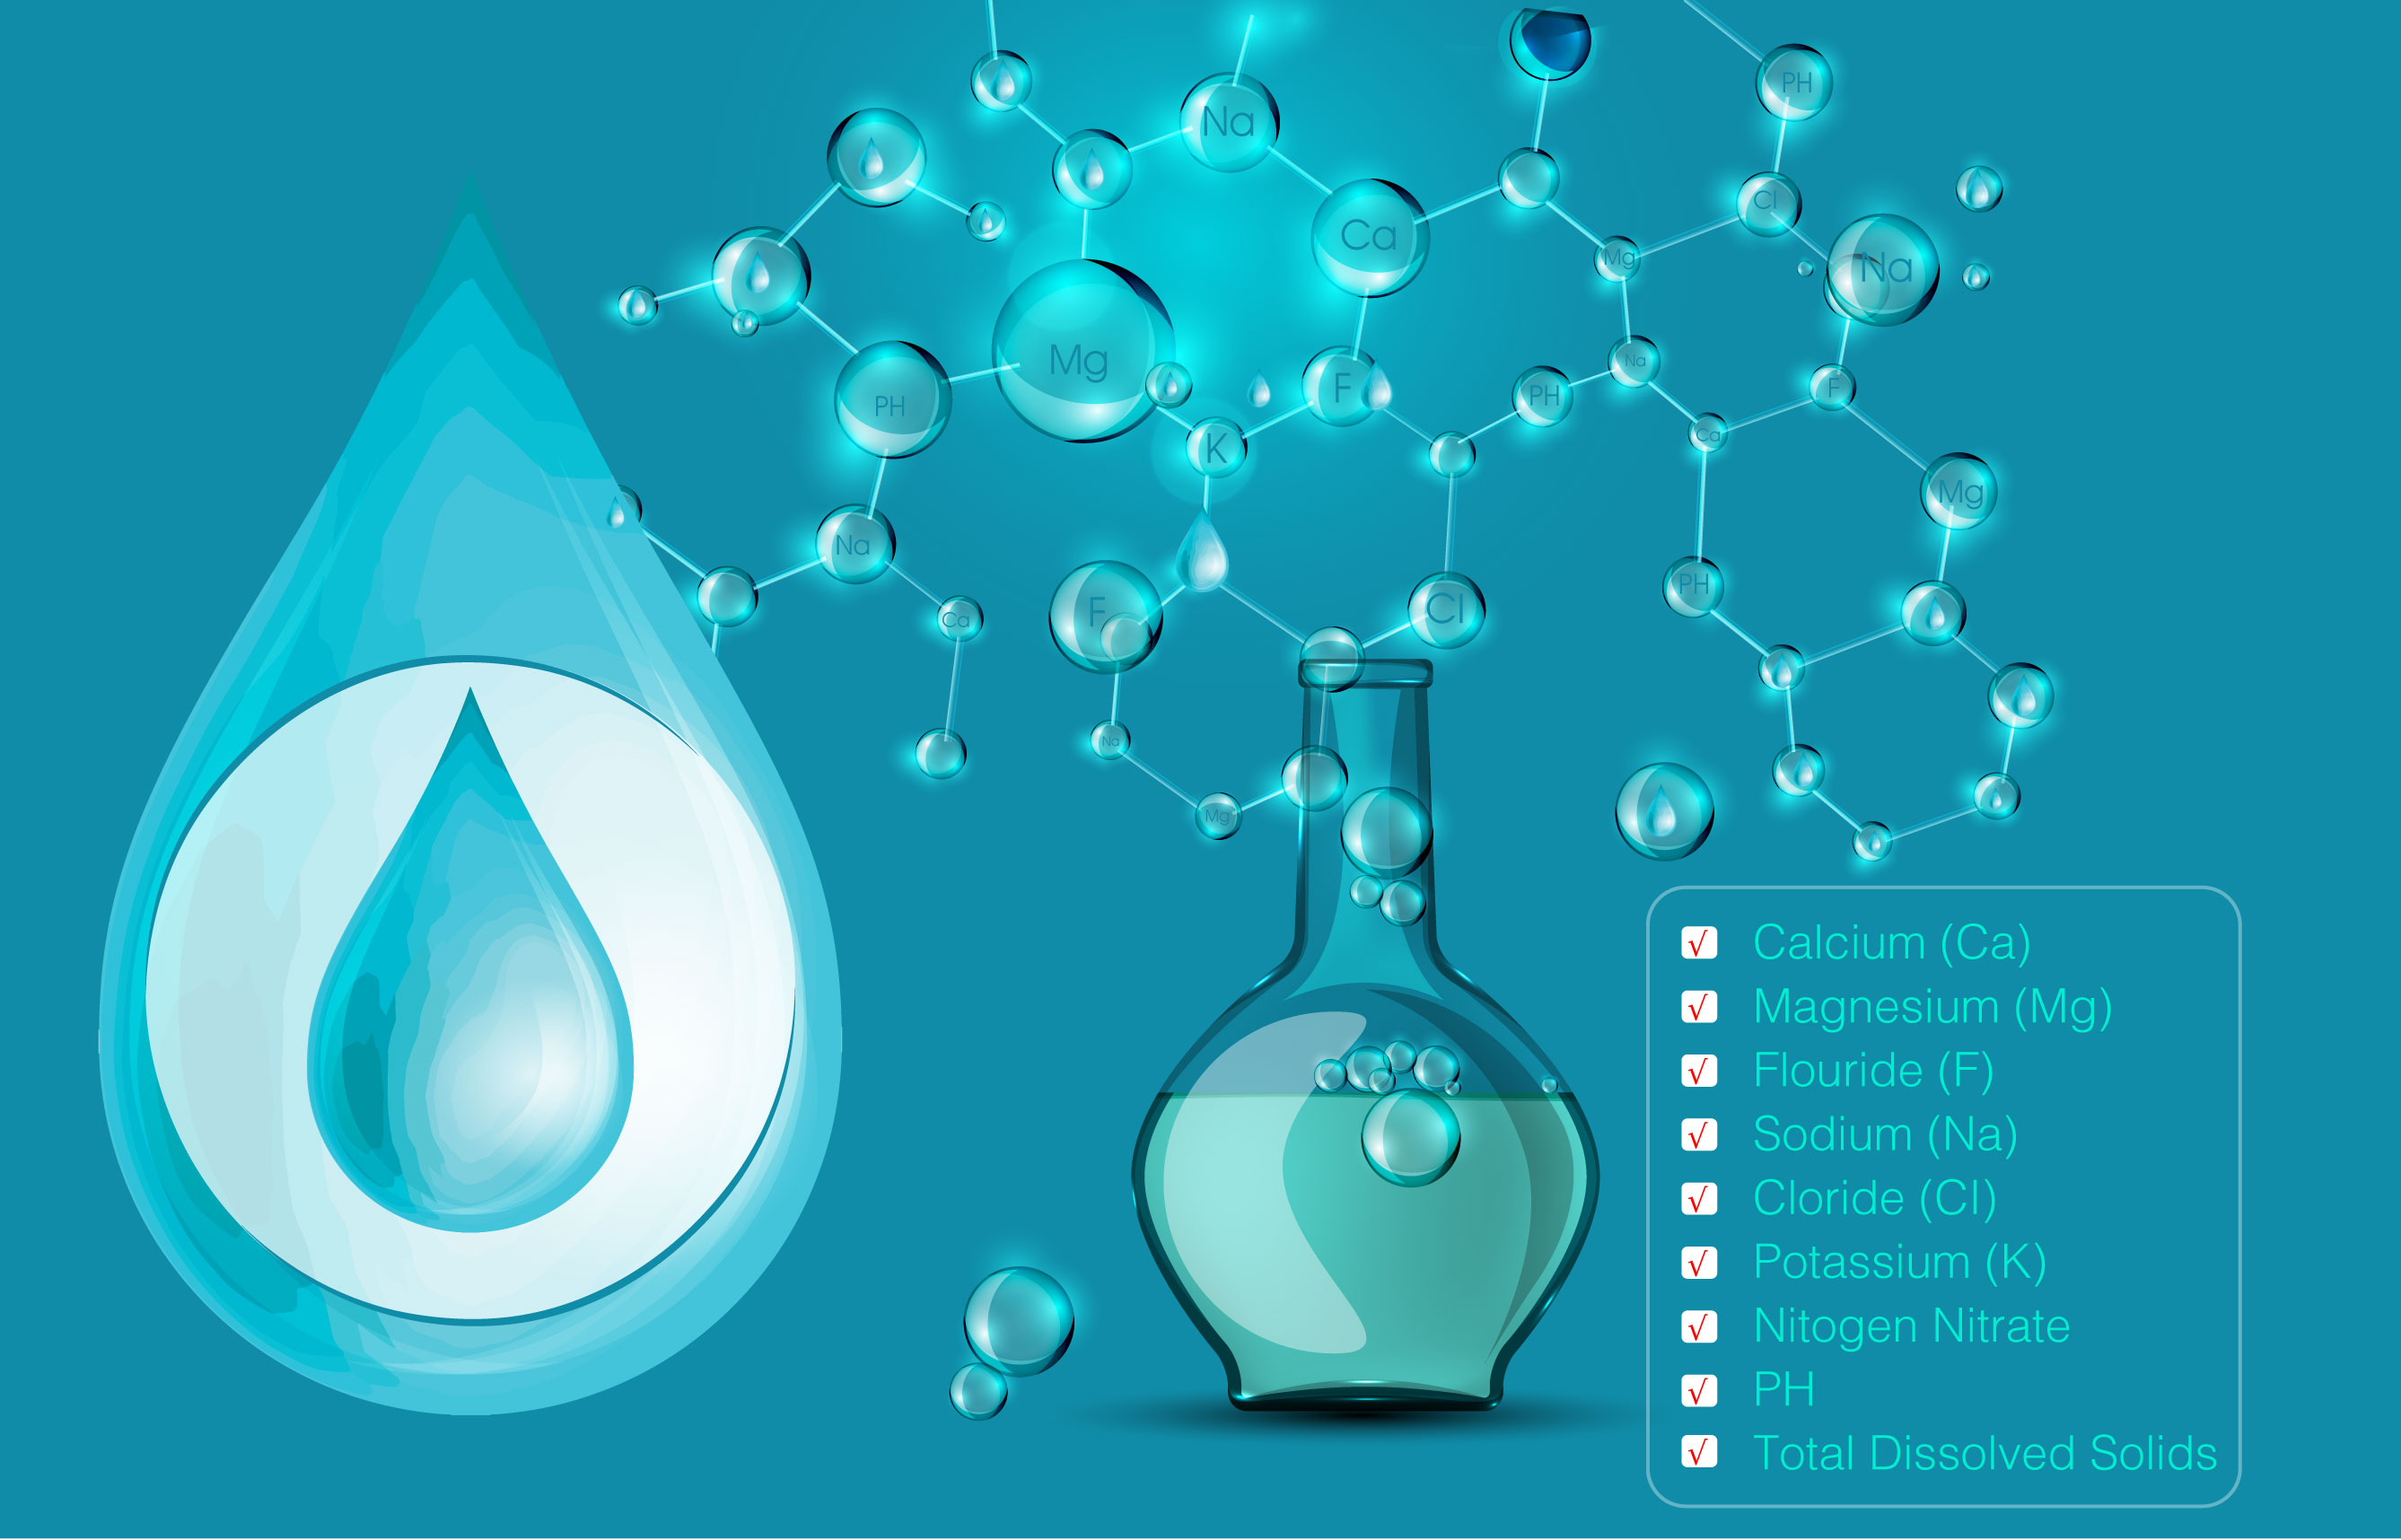 PH
Na
Cl
Ca
Mg
Na
Mg
F
Na
PH
PH
F
K
Ca
Mg
Na
PH
Ca
F
Cl
Na
Mg
Calcium (Ca)
Magnesium (Mg)
Flouride (F)
Sodium (Na)
Cloride (Cl)
Potassium (K)
Nitogen Nitrate
PH
Total Dissolved Solids